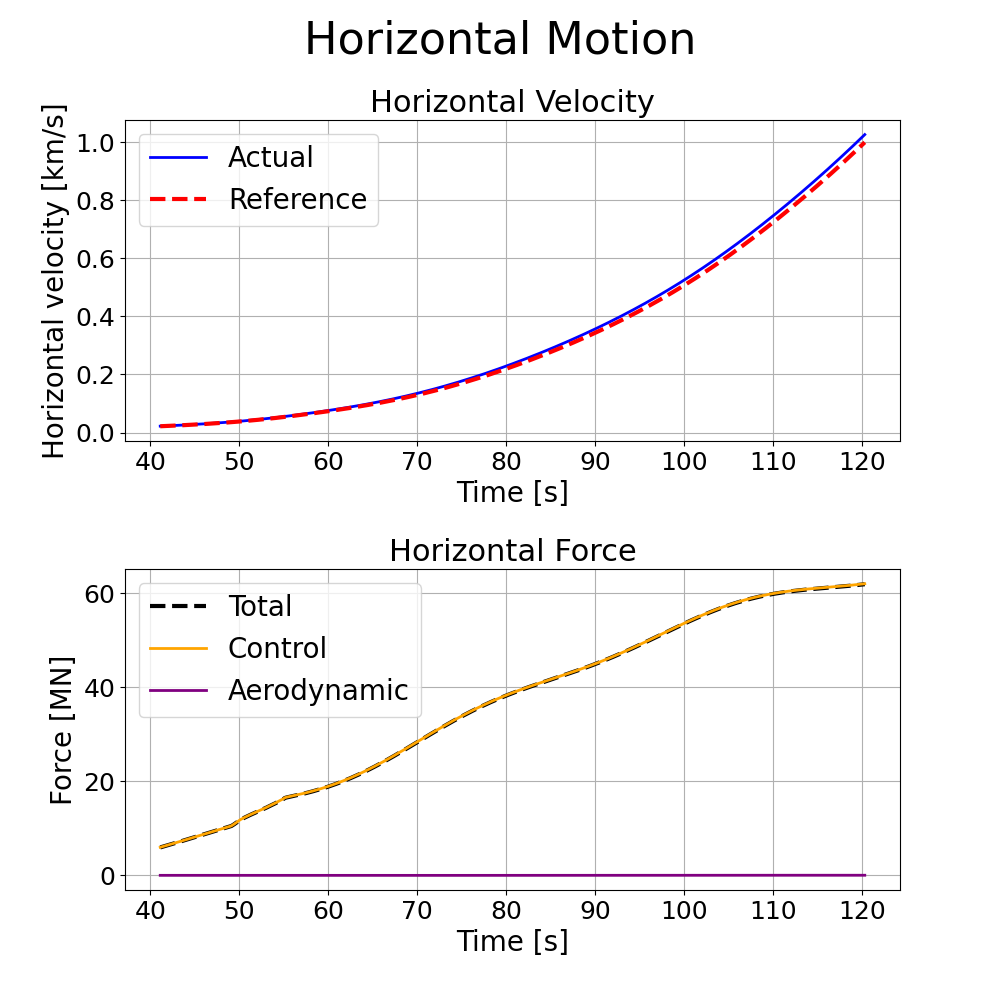 Horizontal Motion
Horizontal Velocity
Horizontal velocity [km/s]
1.0
0.8
0.6
0.4
0.2
0.0
Actual
Reference
40 50 60 70 80 90 100 110 120
Time [s]
Horizontal Force
Force [MN]
60
40
20
0
Total
Control
Aerodynamic
40 50 60 70 80 90 100 110 120
Time [s]